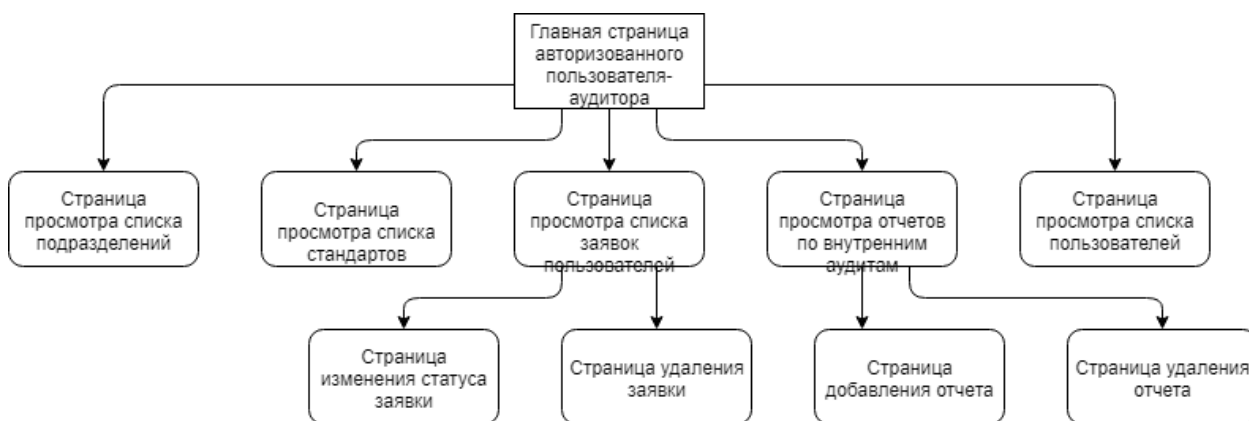 Главная страница
авторизованного
пользователя-
аудитора
Страница
просмотра списка
подразделений
Страница
просмотра списка
стандартов
Страница
просмотра списка
заявок
пользователей
Страница
просмотра отчетов
по внутренним
аудитам
Страница
просмотра списка
пользователей
Страница
изменения статуса
заявки
Страница удаления
заявки
Страница
добавления отчета
Страница удаления
отчета